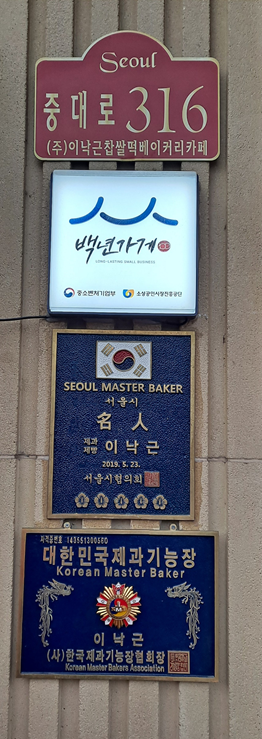 Seoul
중대로 316
(주)이낙근찹쌀떡베이커리카페
백년가게
LONG-LASTING SMALL BUSINESS
중소벤처기업부 소상공인시장진흥공단
SEOUL MASTER BAKER
서울시
名人
제과
제빵 이낙근
2019. 5. 23.
서울시협의회
대한민국제과기능장
Korean Master Baker
이낙근
(사)한국제과기능장협회장
Korean Master Bakers Association